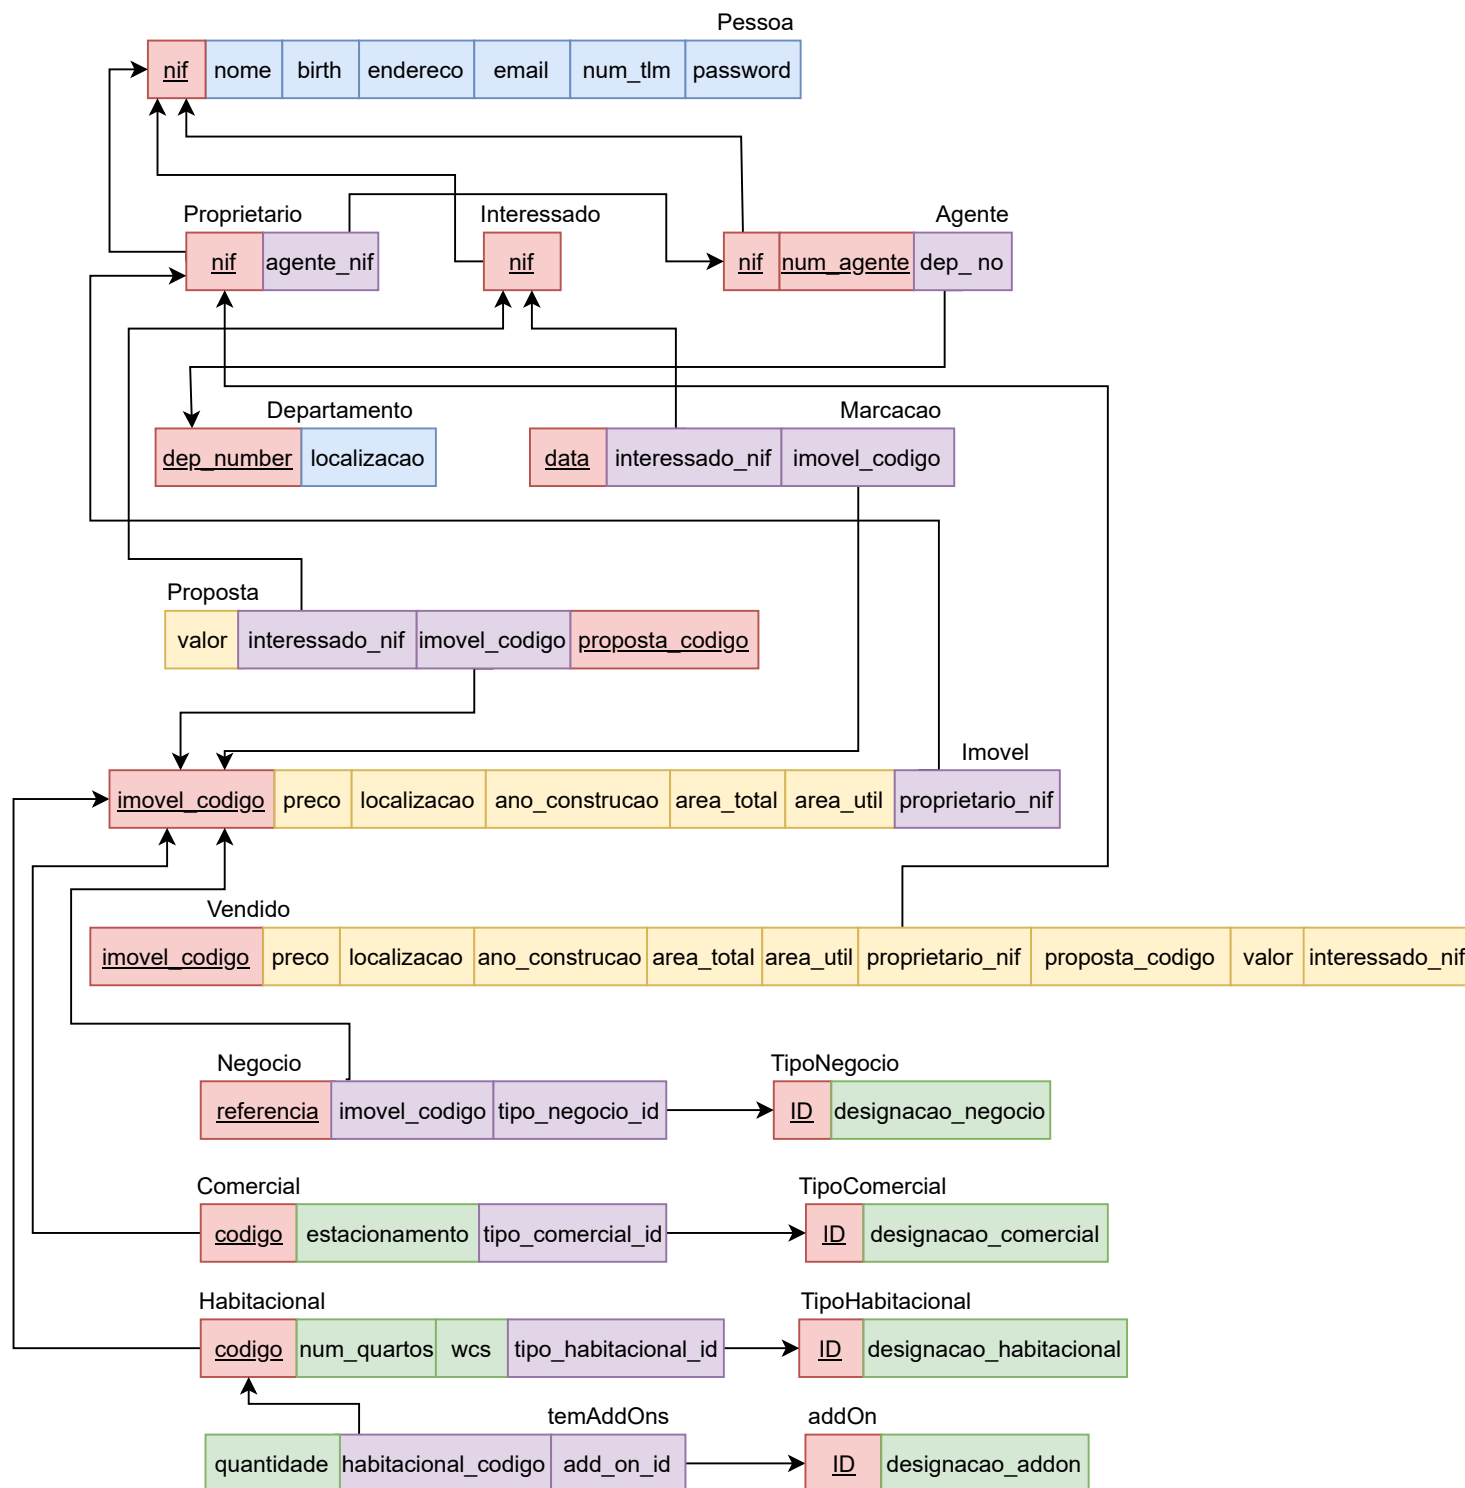 Pessoa
nif nome birth endereco email num_tlm password
Proprietario Interessado Agente
nif agente_nif nif nif num_agente dep_ no
Departamento Marcacao
dep_number localizacao data interessado_nif imovel_codigo
Proposta
valor interessado_nif imovel_codigo proposta_codigo
Imovel
imovel_codigo preco localizacao ano_construcao area_total area_util proprietario_nif
Vendido
imovel_codigo preco localizacao ano_construcao area_total area_util proprietario_nif proposta_codigo valor interessado_nif
Negocio TipoNegocio
referencia imovel_codigo tipo_negocio_id ID designacao_negocio
Comercial TipoComercial
codigo estacionamento tipo_comercial_id ID designacao_comercial
Habitacional TipoHabitacional
codigo num_quartos wcs tipo_habitacional_id ID designacao_habitacional
temAddOns addOn
quantidade habitacional_codigo add_on_id ID designacao_addon